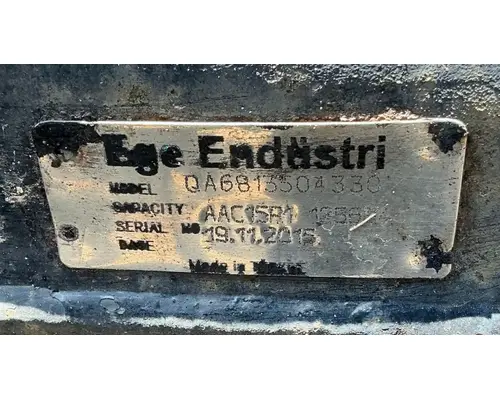 Ege Endüstri
MODEL QA6813504330
CAPACITY
SERIAL NO AAC15R1
DATE 19.11.2015
Made in